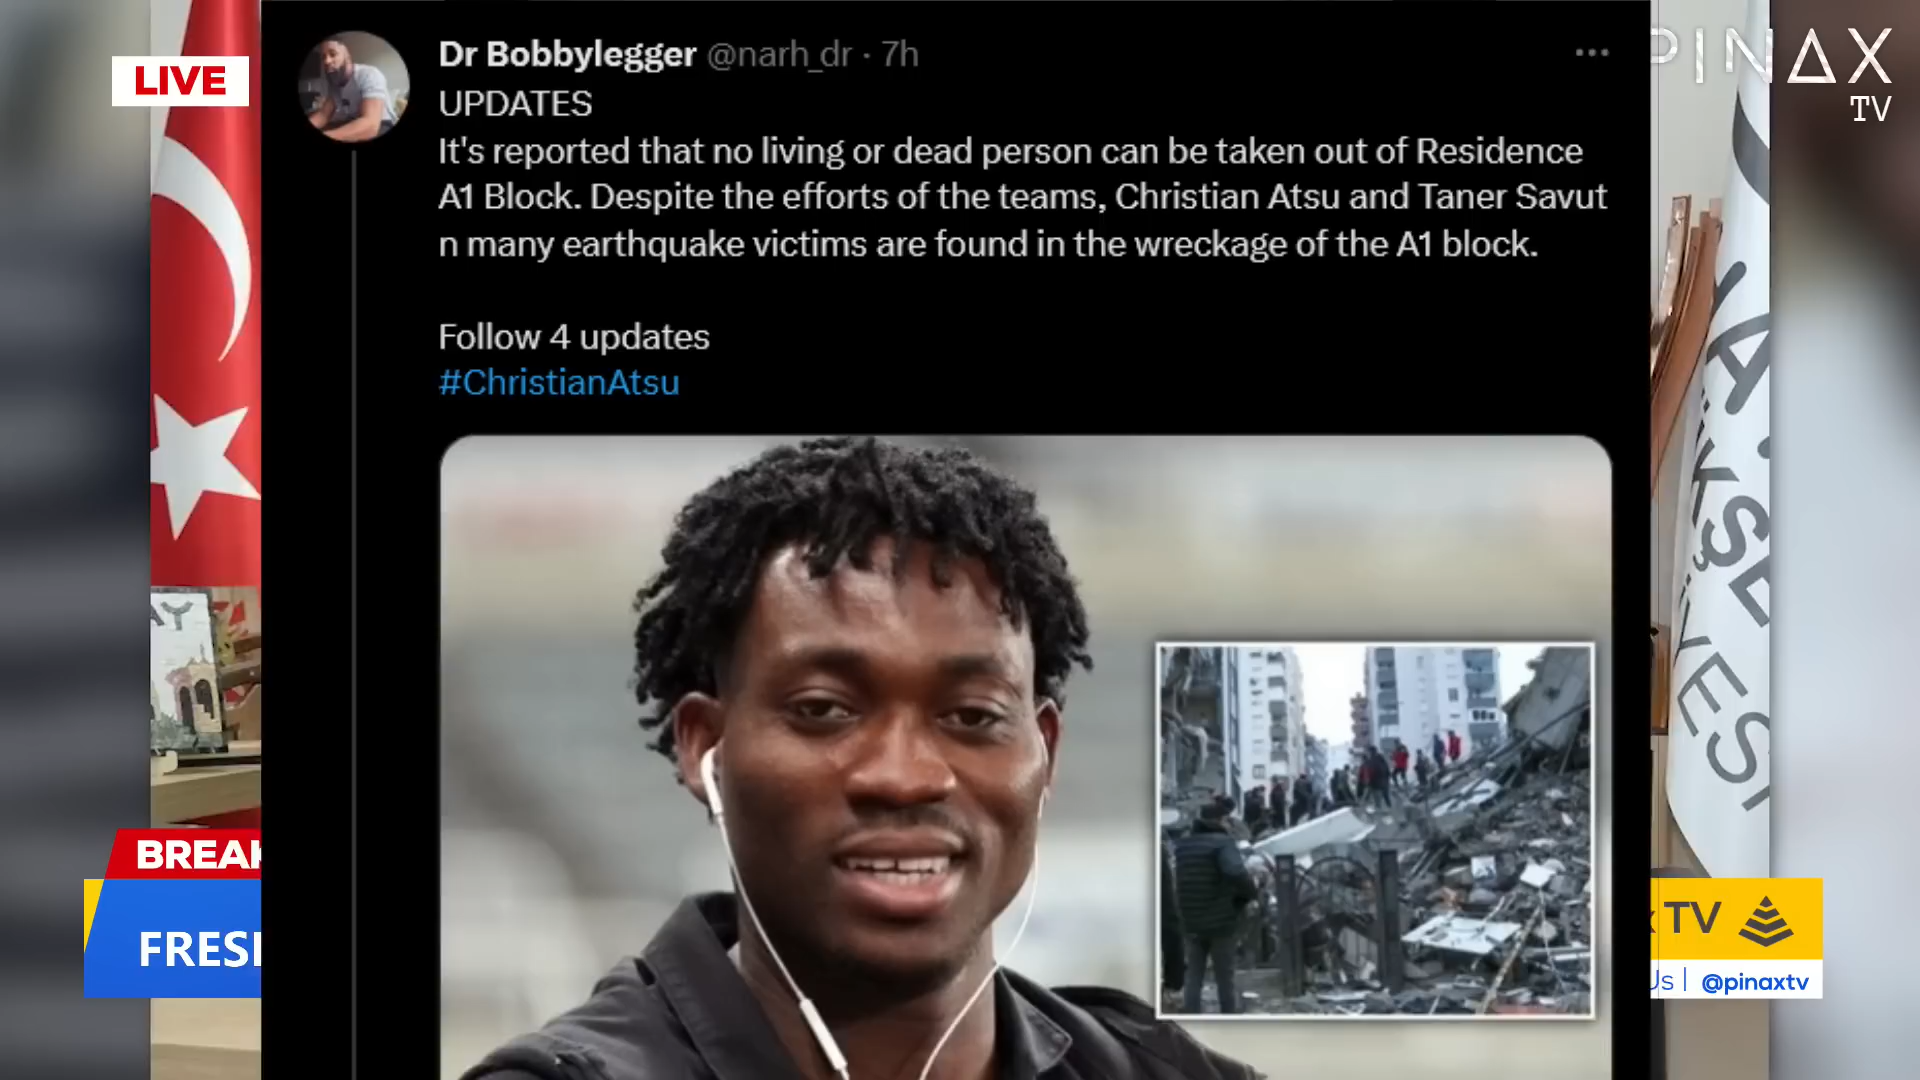 LIVE
PINAX
TV
Dr Bobbylegger @narh_dr · 7h
UPDATES
It's reported that no living or dead person can be taken out of Residence
A1 Block. Despite the efforts of the teams, Christian Atsu and Taner Savut
n many earthquake victims are found in the wreckage of the A1 block.
Follow 4 updates
#ChristianAtsu
BREAK
FRESH
TV
Us | @pinaxtv